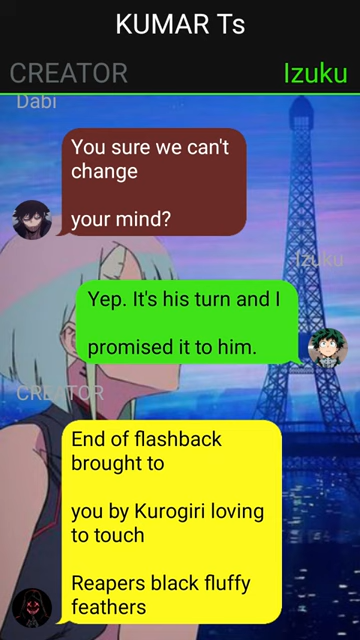 KUMAR Ts
CREATOR
Izuku
Dabi
You sure we can't
change
your mind?
Izuku
Yep. It's his turn and I
promised it to him.
CREATOR
End of flashback
brought to
you by Kurogiri loving
to touch
Reapers black fluffy
feathers